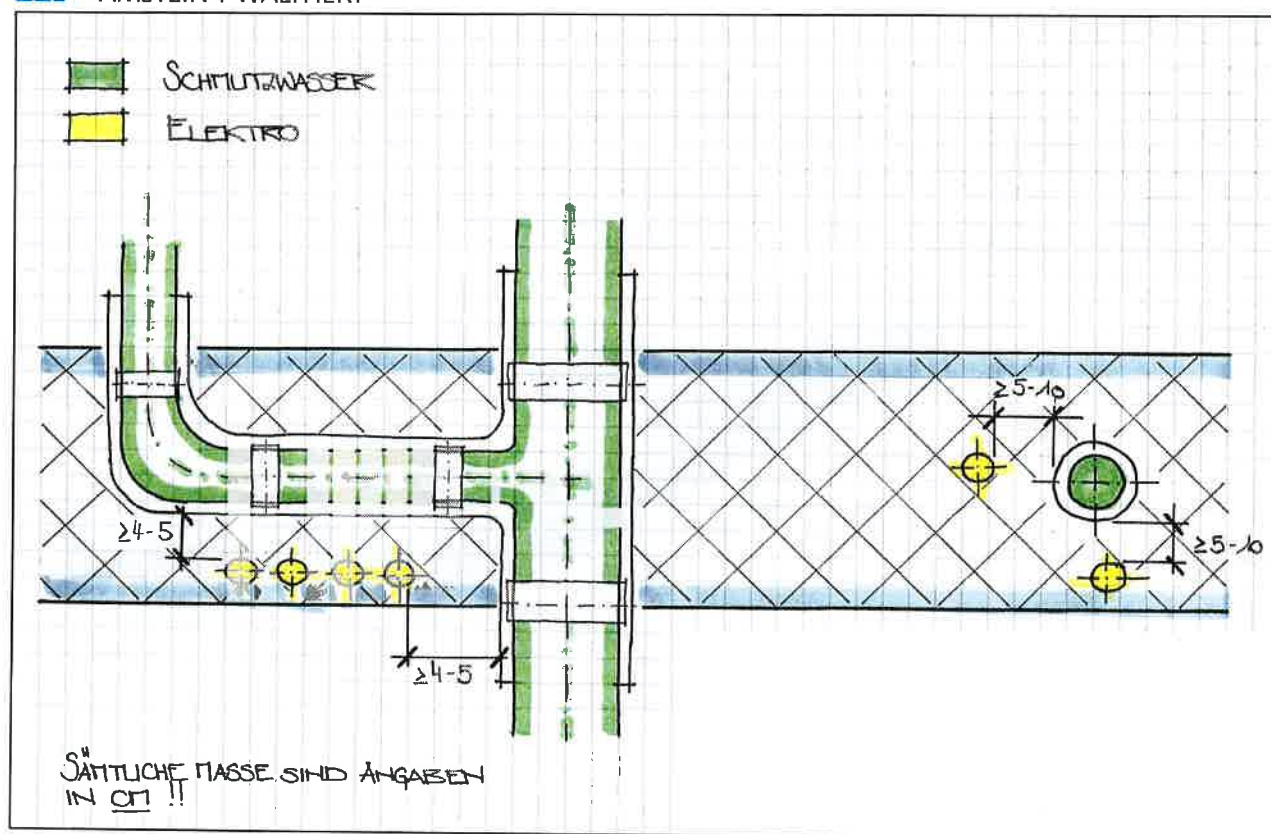 SCHMUTZWASSER
ELEKTRO
≥5-10
≥4-5
≥5-10
≥4-5
SÄMTLICHE MASSE SIND ANGABEN
IN CM !!